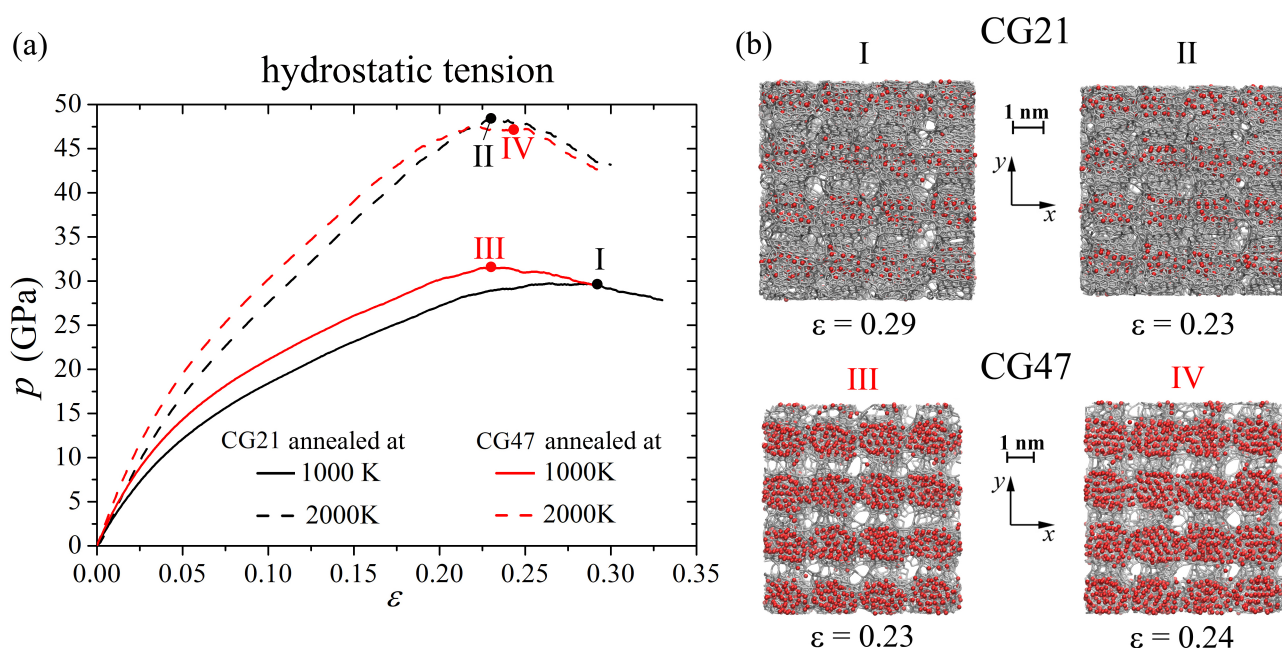 (a)
hydrostatic tension
50
45
40
35
30
25
20
15
10
5
0
p (GPa)
II
IV
III
I
CG21 annealed at
1000 K
2000K
CG47 annealed at
1000K
2000K
0.00 0.05 0.10 0.15 0.20 0.25 0.30 0.35
ε
(b)
CG21
I
II
1 nm
y
x
ε = 0.29
ε = 0.23
CG47
III
IV
1 nm
y
x
ε = 0.23
ε = 0.24